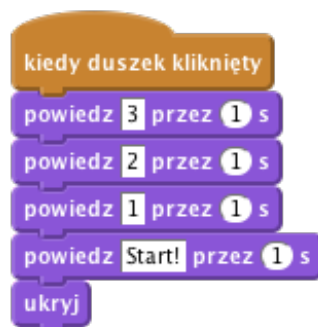 kiedy duszek kliknięty
powiedz 3 przez 1 s
powiedz 2 przez 1 s
powiedz 1 przez 1 s
powiedz Start! przez 1 s
ukryj